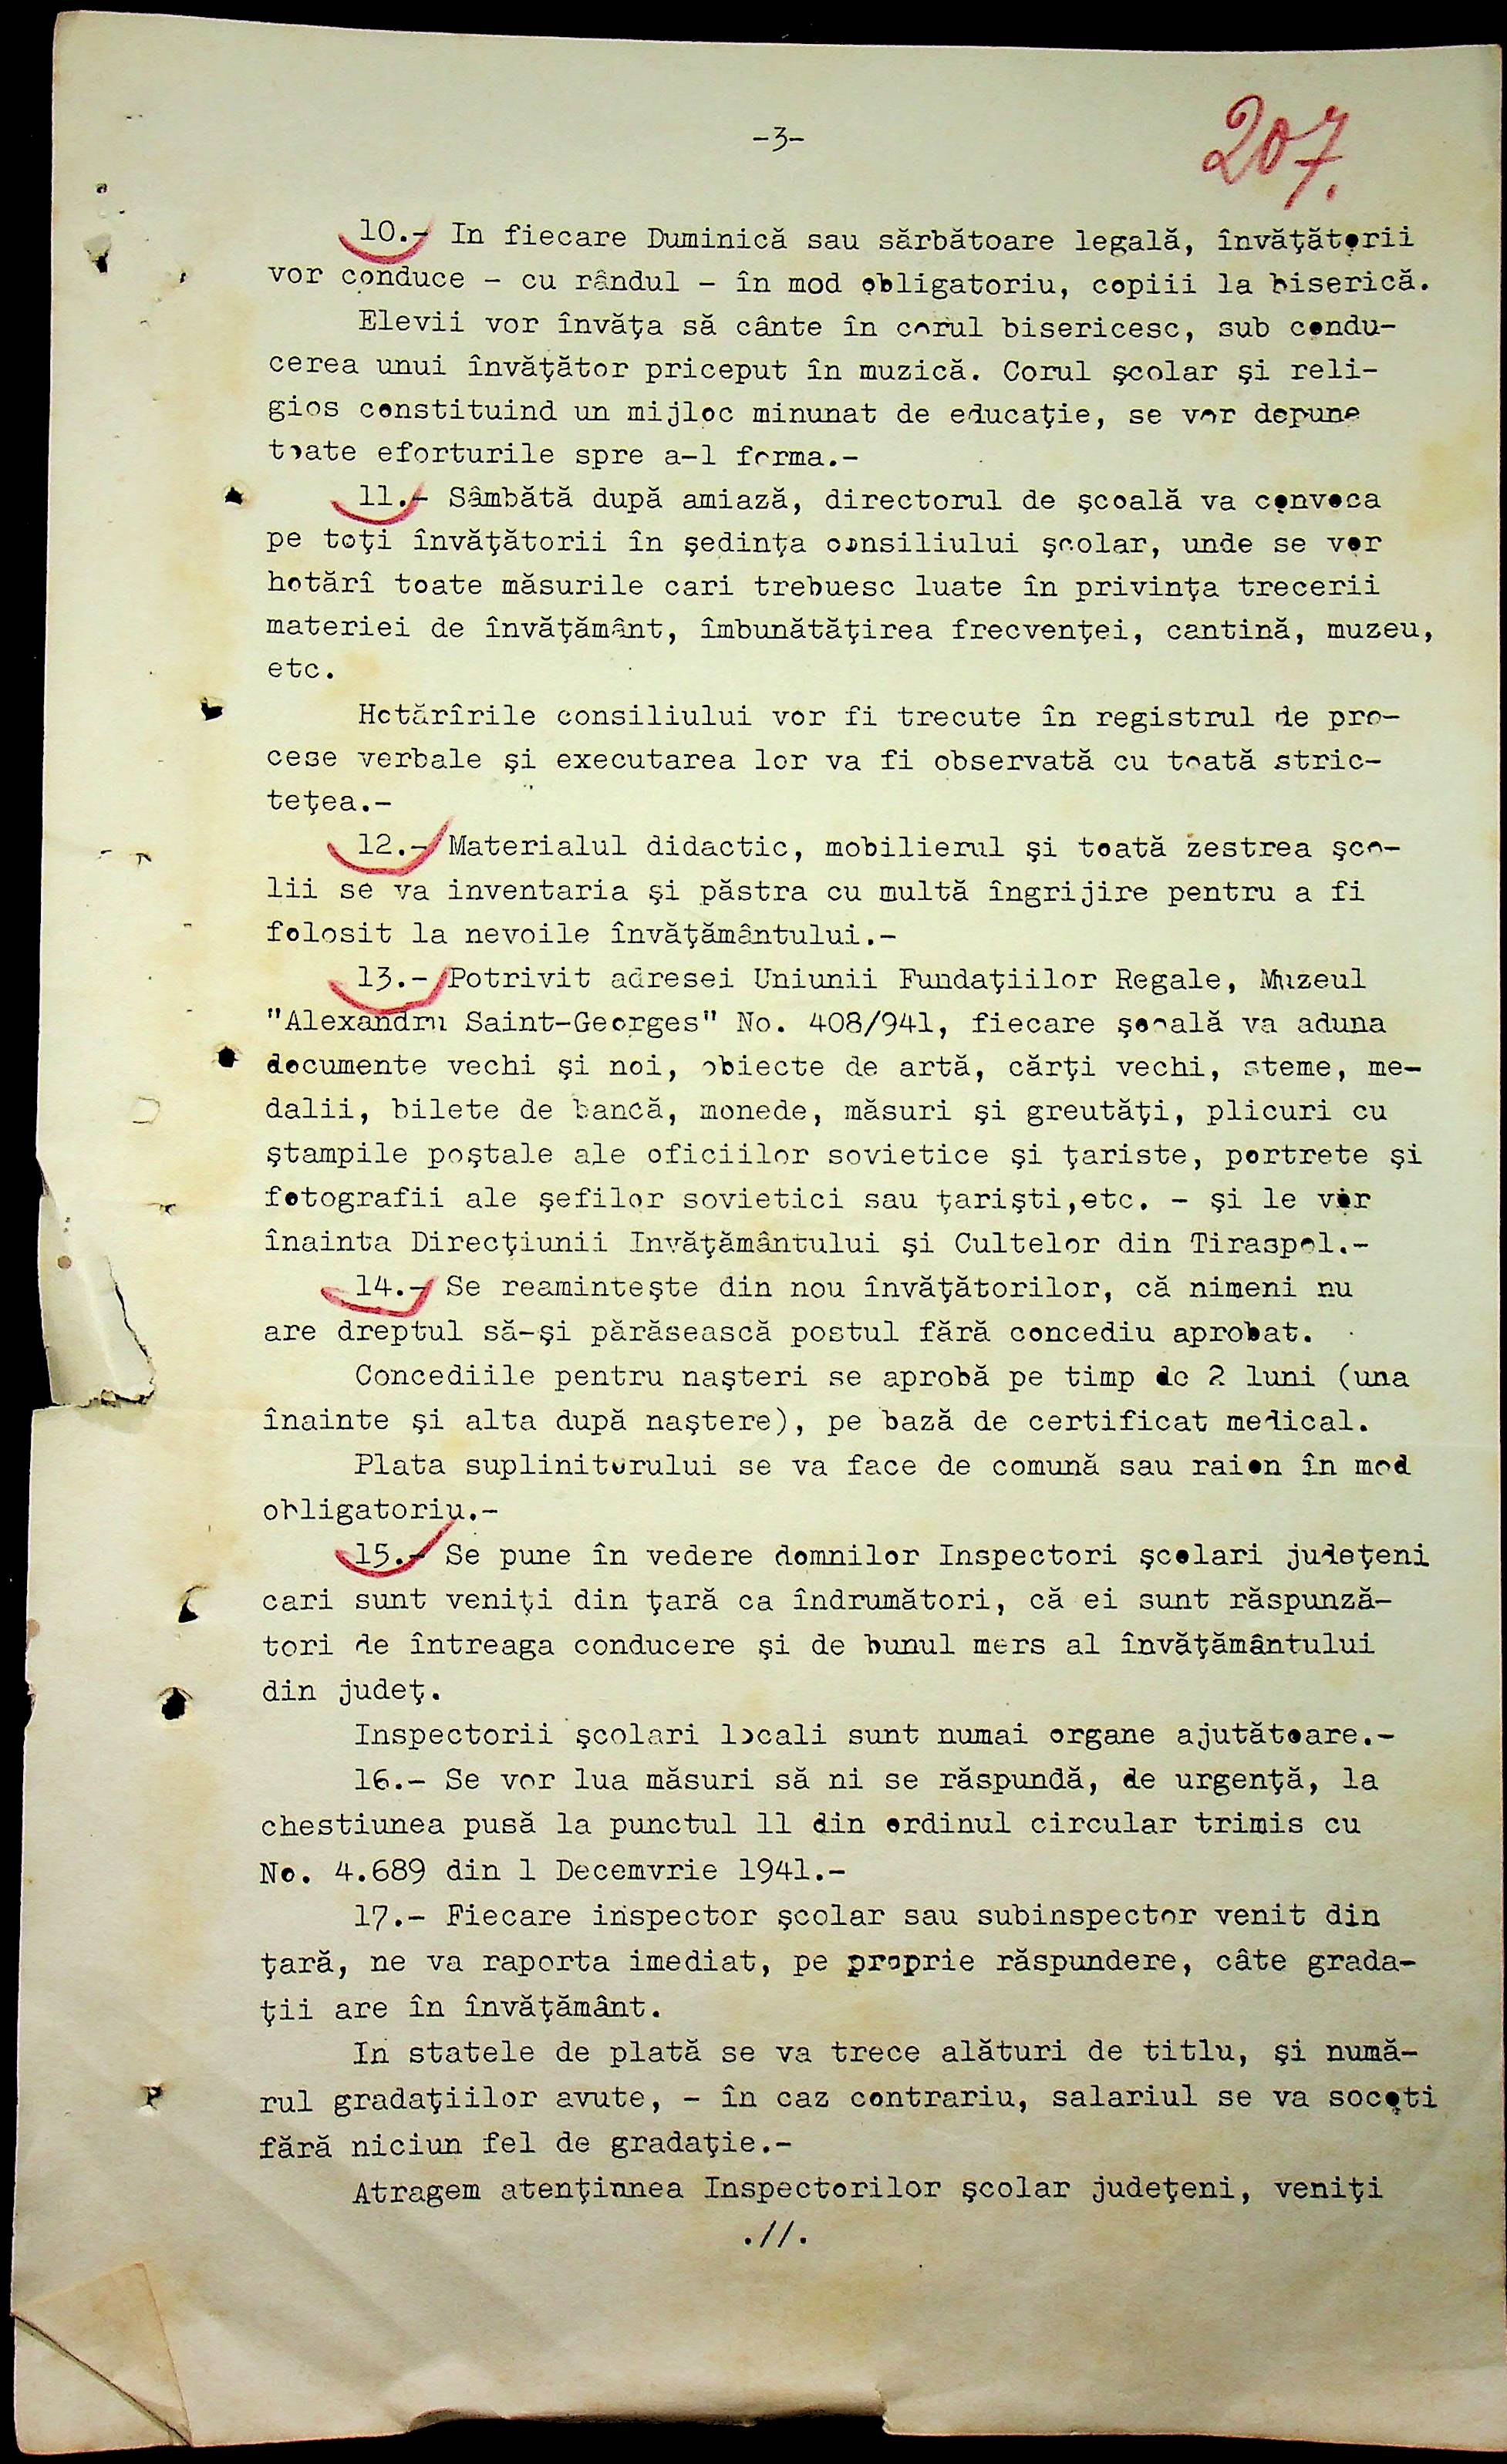 -3-
207.
10.- In fiecare Duminică sau sărbătoare legală, învăţătorii
vor conduce - cu rândul - în mod obligatoriu, copiii la biserică.
Elevii vor învăţa să cânte în corul bisericesc, sub condu-
cerea unui învăţător priceput în muzică. Corul şcolar şi reli-
gios constituind un mijloc minunat de educaţie, se vor depune
toate eforturile spre a-l forma.-
11.- Sâmbătă după amiază, directorul de şcoală va convoca
pe toţi învăţătorii în şedinţa consiliului şcolar, unde se vor
hotărî toate măsurile cari trebuesc luate în privinţa trecerii
materiei de învăţământ, îmbunătăţirea frecvenţei, cantină, muzeu,
etc.
Hotărîrile consiliului vor fi trecute în registrul de pro-
cese verbale şi executarea lor va fi observată cu toată stric-
teţea.-
12.- Materialul didactic, mobilierul şi toată zestrea şco-
lii se va inventaria şi păstra cu multă îngrijire pentru a fi
folosit la nevoile învăţământului.-
13.- Potrivit adresei Uniunii Fundaţiilor Regale, Muzeul
"Alexandru Saint-Georges" No. 408/941, fiecare şcoală va aduna
documente vechi şi noi, obiecte de artă, cărţi vechi, steme, me-
dalii, bilete de bancă, monede, măsuri şi greutăţi, plicuri cu
ştampile poştale ale oficiilor sovietice şi ţariste, portrete şi
fotografii ale şefilor sovietici sau ţarişti,etc. - şi le vor
înainta Direcţiunii Invăţământului şi Cultelor din Tiraspol.-
14.- Se reaminteşte din nou învăţătorilor, că nimeni nu
are dreptul să-şi părăsească postul fără concediu aprobat.
Concediile pentru naşteri se aprobă pe timp de 2 luni (una
înainte şi alta după naştere), pe bază de certificat medical.
Plata suplinitorului se va face de comună sau raion în mod
obligatoriu.-
15.- Se pune în vedere domnilor Inspectori şcolari judeţeni
cari sunt veniţi din ţară ca îndrumători, că ei sunt răspunză-
tori de întreaga conducere şi de bunul mers al învăţământului
din judeţ.
Inspectorii şcolari locali sunt numai organe ajutătoare.-
16.- Se vor lua măsuri să ni se răspundă, de urgenţă, la
chestiunea pusă la punctul 11 din ordinul circular trimis cu
No. 4.689 din 1 Decemvrie 1941.-
17.- Fiecare inspector şcolar sau subinspector venit din
ţară, ne va raporta imediat, pe proprie răspundere, câte grada-
ţii are în învăţământ.
In statele de plată se va trece alături de titlu, şi numă-
rul gradaţiilor avute, - în caz contrariu, salariul se va socoti
fără niciun fel de gradaţie.-
Atragem atenţiunea Inspectorilor şcolar judeţeni, veniţi
.//.